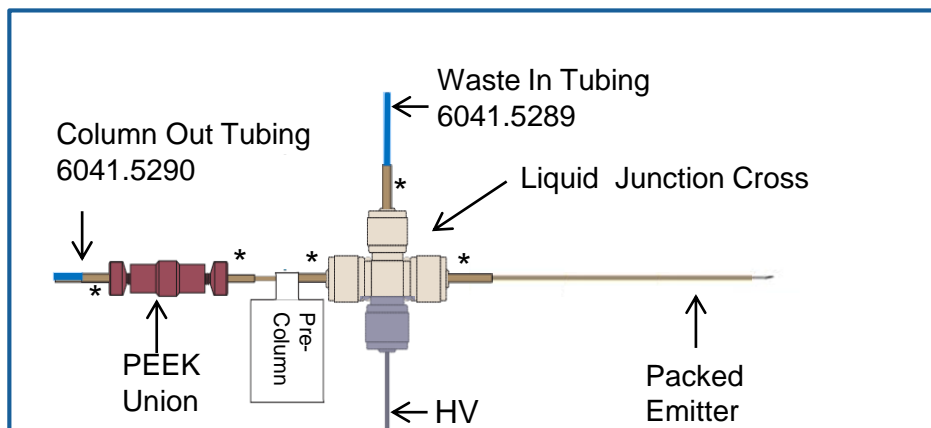 Waste In Tubing
6041.5289
Column Out Tubing
6041.5290
*
Liquid Junction Cross
*
*
*
*
Pre-
Column
PEEK
Union
Packed
Emitter
HV